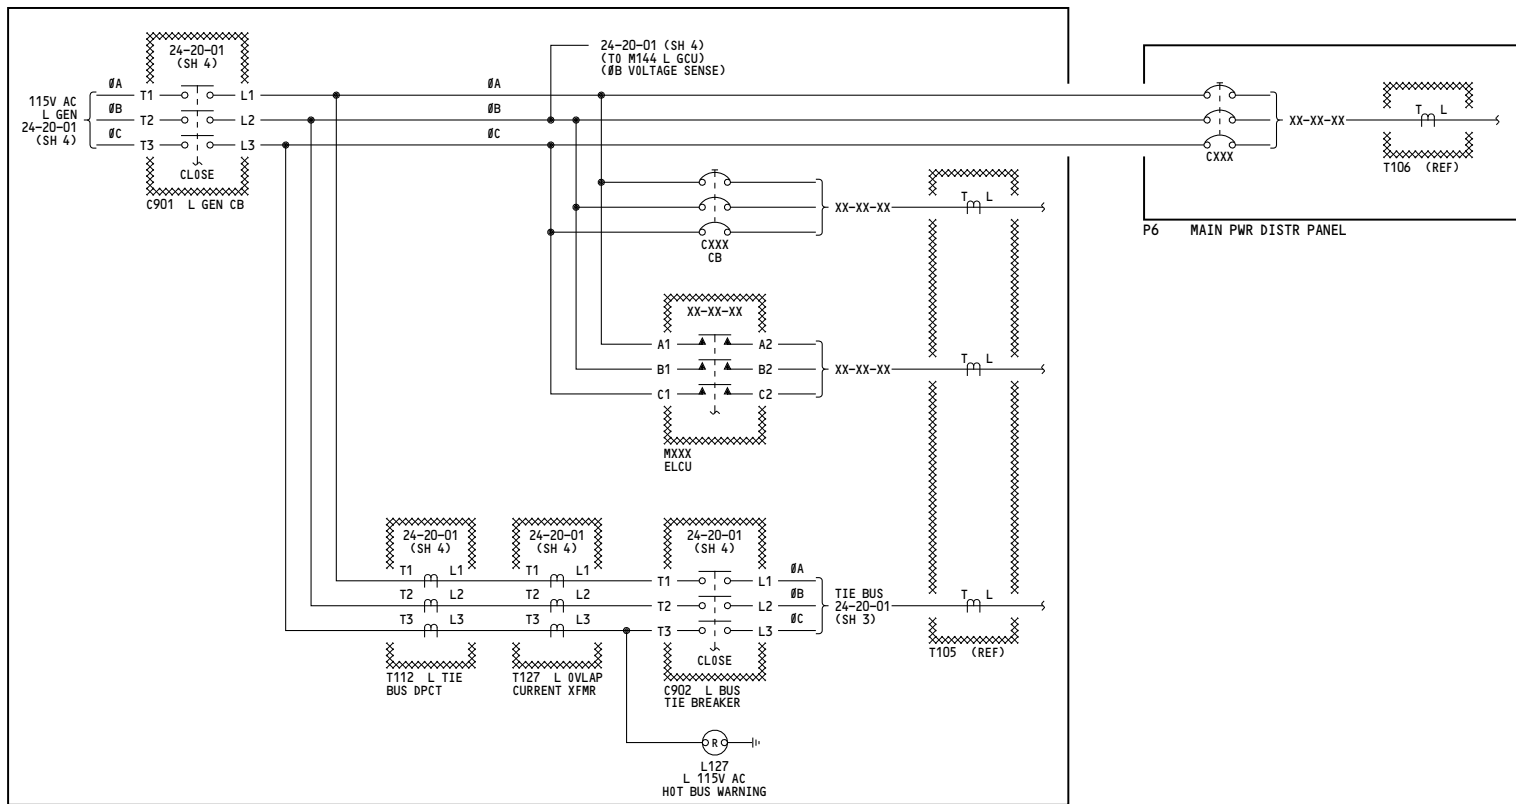 24-20-01
(SH 4)
24-20-01 (SH 4)
(TO M144 L GCU)
(ØB VOLTAGE SENSE)
115V AC
L GEN
24-20-01
(SH 4)
ØA T1 L1 ØA
ØB T2 L2 ØB
ØC T3 L3 ØC
CLOSE
C901 L GEN CB
CXXX
XX-XX-XX
T L
T106 (REF)
P6 MAIN PWR DISTR PANEL
CXXX
CB
XX-XX-XX
T L
XX-XX-XX
A1 A2
B1 B2
C1 C2
MXXX
ELCU
XX-XX-XX
T L
24-20-01
(SH 4)
T1 L1
T2 L2
T3 L3
T112 L TIE
BUS DPCT
24-20-01
(SH 4)
T1 L1
T2 L2
T3 L3
T127 L OVLAP
CURRENT XFMR
24-20-01
(SH 4)
T1 L1 ØA
T2 L2 ØB
T3 L3 ØC
CLOSE
C902 L BUS
TIE BREAKER
TIE BUS
24-20-01
(SH 3)
T L
T105 (REF)
R
L127
L 115V AC
HOT BUS WARNING